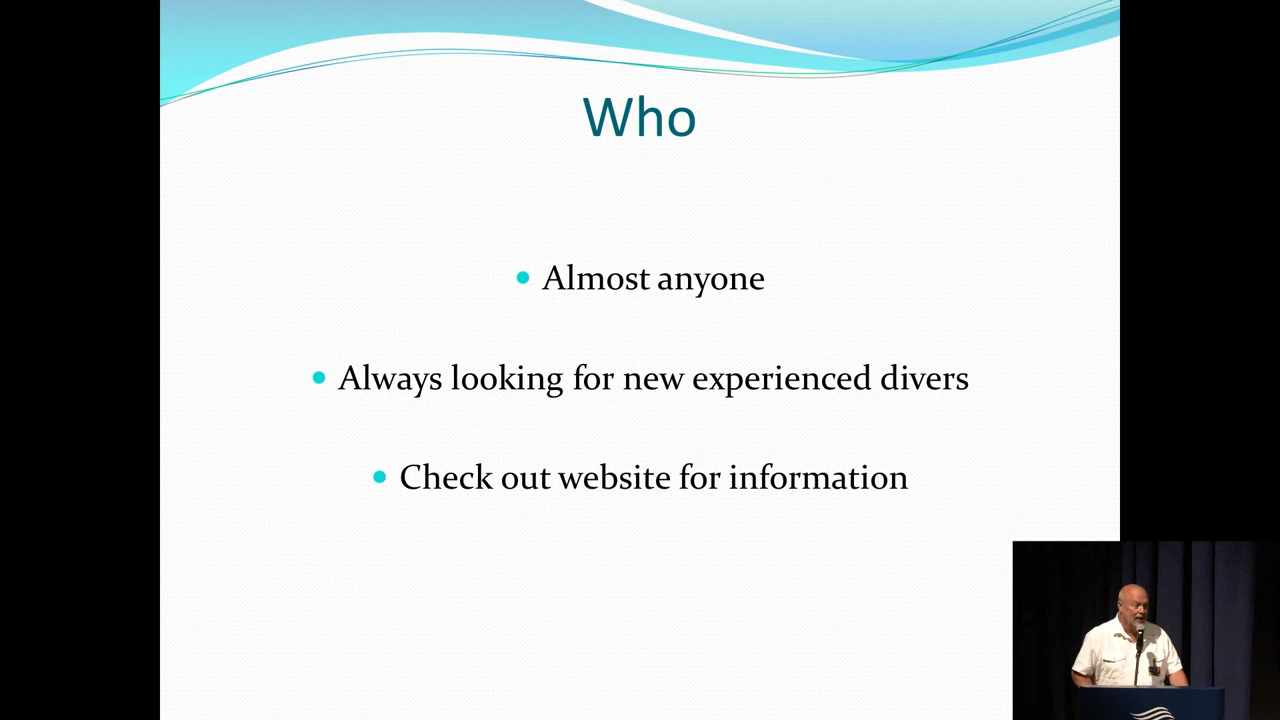 Who
• Almost anyone
• Always looking for new experienced divers
• Check out website for information